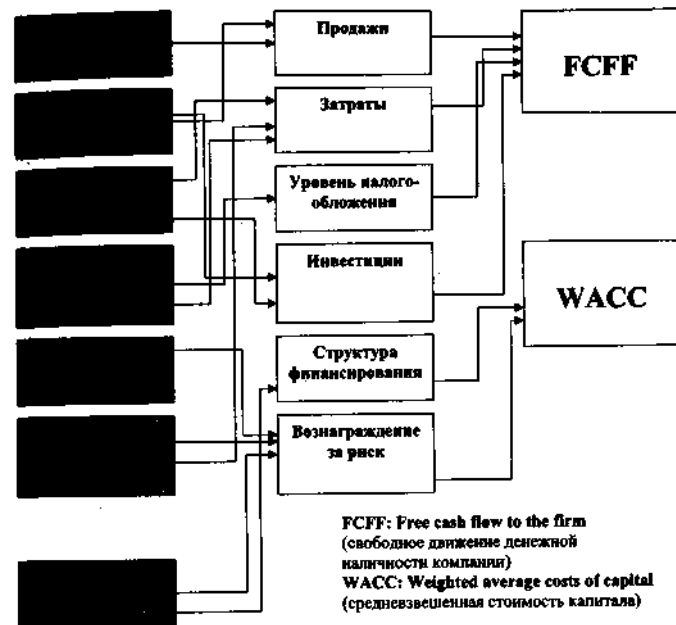 Продажи
FCFF
Затраты
Уровень налого-
обложения
Инвестиции
WACC
Структура
финансирования
Вознаграждение
за риск
FCFF: Free cash flow to the firm
(свободное движение денежной
наличности компании)
WACC: Weighted average costs of capital
(средневзвешенная стоимость капитала)